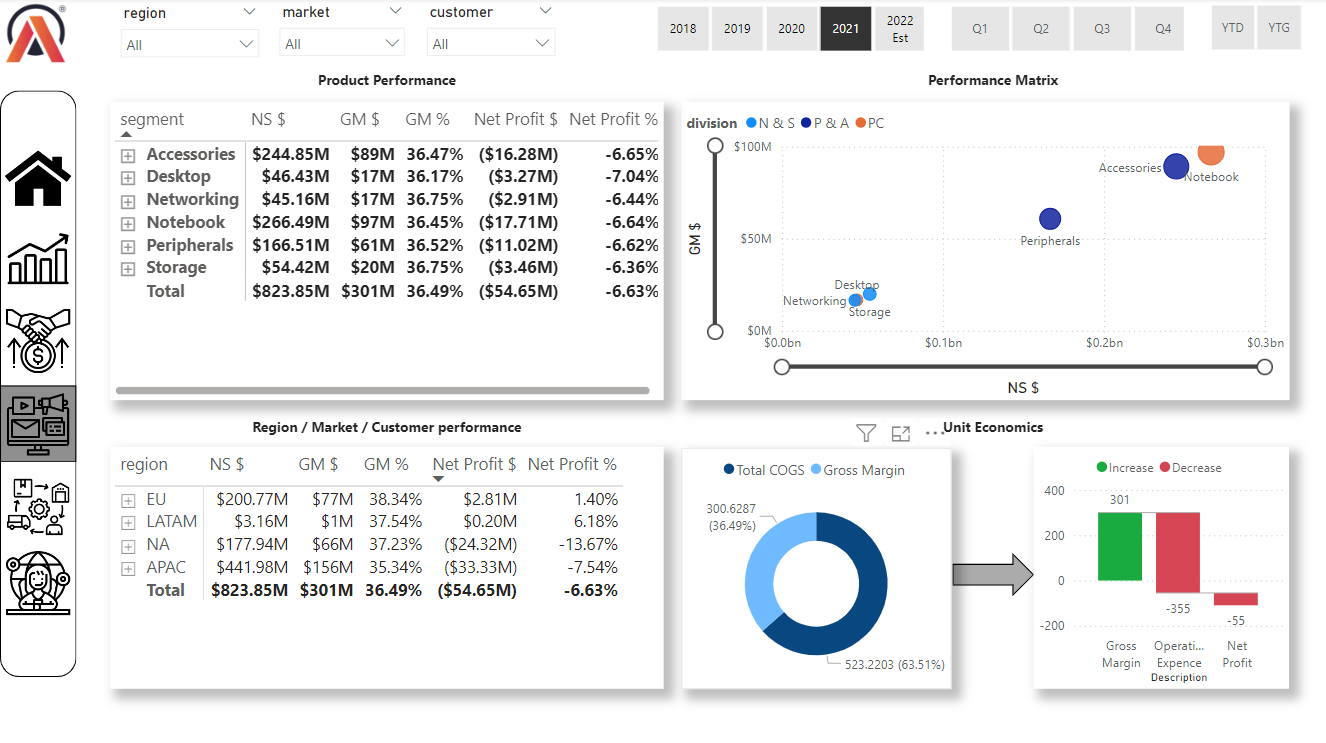 region market customer
All All All
2018 2019 2020 2021 2022 Est Q1 Q2 Q3 Q4 YTD YTG
Product Performance
segment NS $ GM $ GM % Net Profit $ Net Profit %
Accessories $244.85M $89M 36.47% ($16.28M) -6.65%
Desktop $46.43M $17M 36.17% ($3.27M) -7.04%
Networking $45.16M $17M 36.75% ($2.91M) -6.44%
Notebook $266.49M $97M 36.45% ($17.71M) -6.64%
Peripherals $166.51M $61M 36.52% ($11.02M) -6.62%
Storage $54.42M $20M 36.75% ($3.46M) -6.36%
Total $823.85M $301M 36.49% ($54.65M) -6.63%
Performance Matrix
division N & S P & A PC
$100M
$50M
$0M
GM $
Accessories
Notebook
Peripherals
Desktop
Networking
Storage
$0.0bn $0.1bn $0.2bn $0.3bn
NS $
Region / Market / Customer performance
region NS $ GM $ GM % Net Profit $ Net Profit %
EU $200.77M $77M 38.34% $2.81M 1.40%
LATAM $3.16M $1M 37.54% $0.20M 6.18%
NA $177.94M $66M 37.23% ($24.32M) -13.67%
APAC $441.98M $156M 35.34% ($33.33M) -7.54%
Total $823.85M $301M 36.49% ($54.65M) -6.63%
Total COGS Gross Margin
300.6287
(36.49%)
523.2203 (63.51%)
Unit Economics
Increase Decrease
400
200
0
-200
301
-355
-55
Gross Margin
Operati... Expence
Net Profit
Description